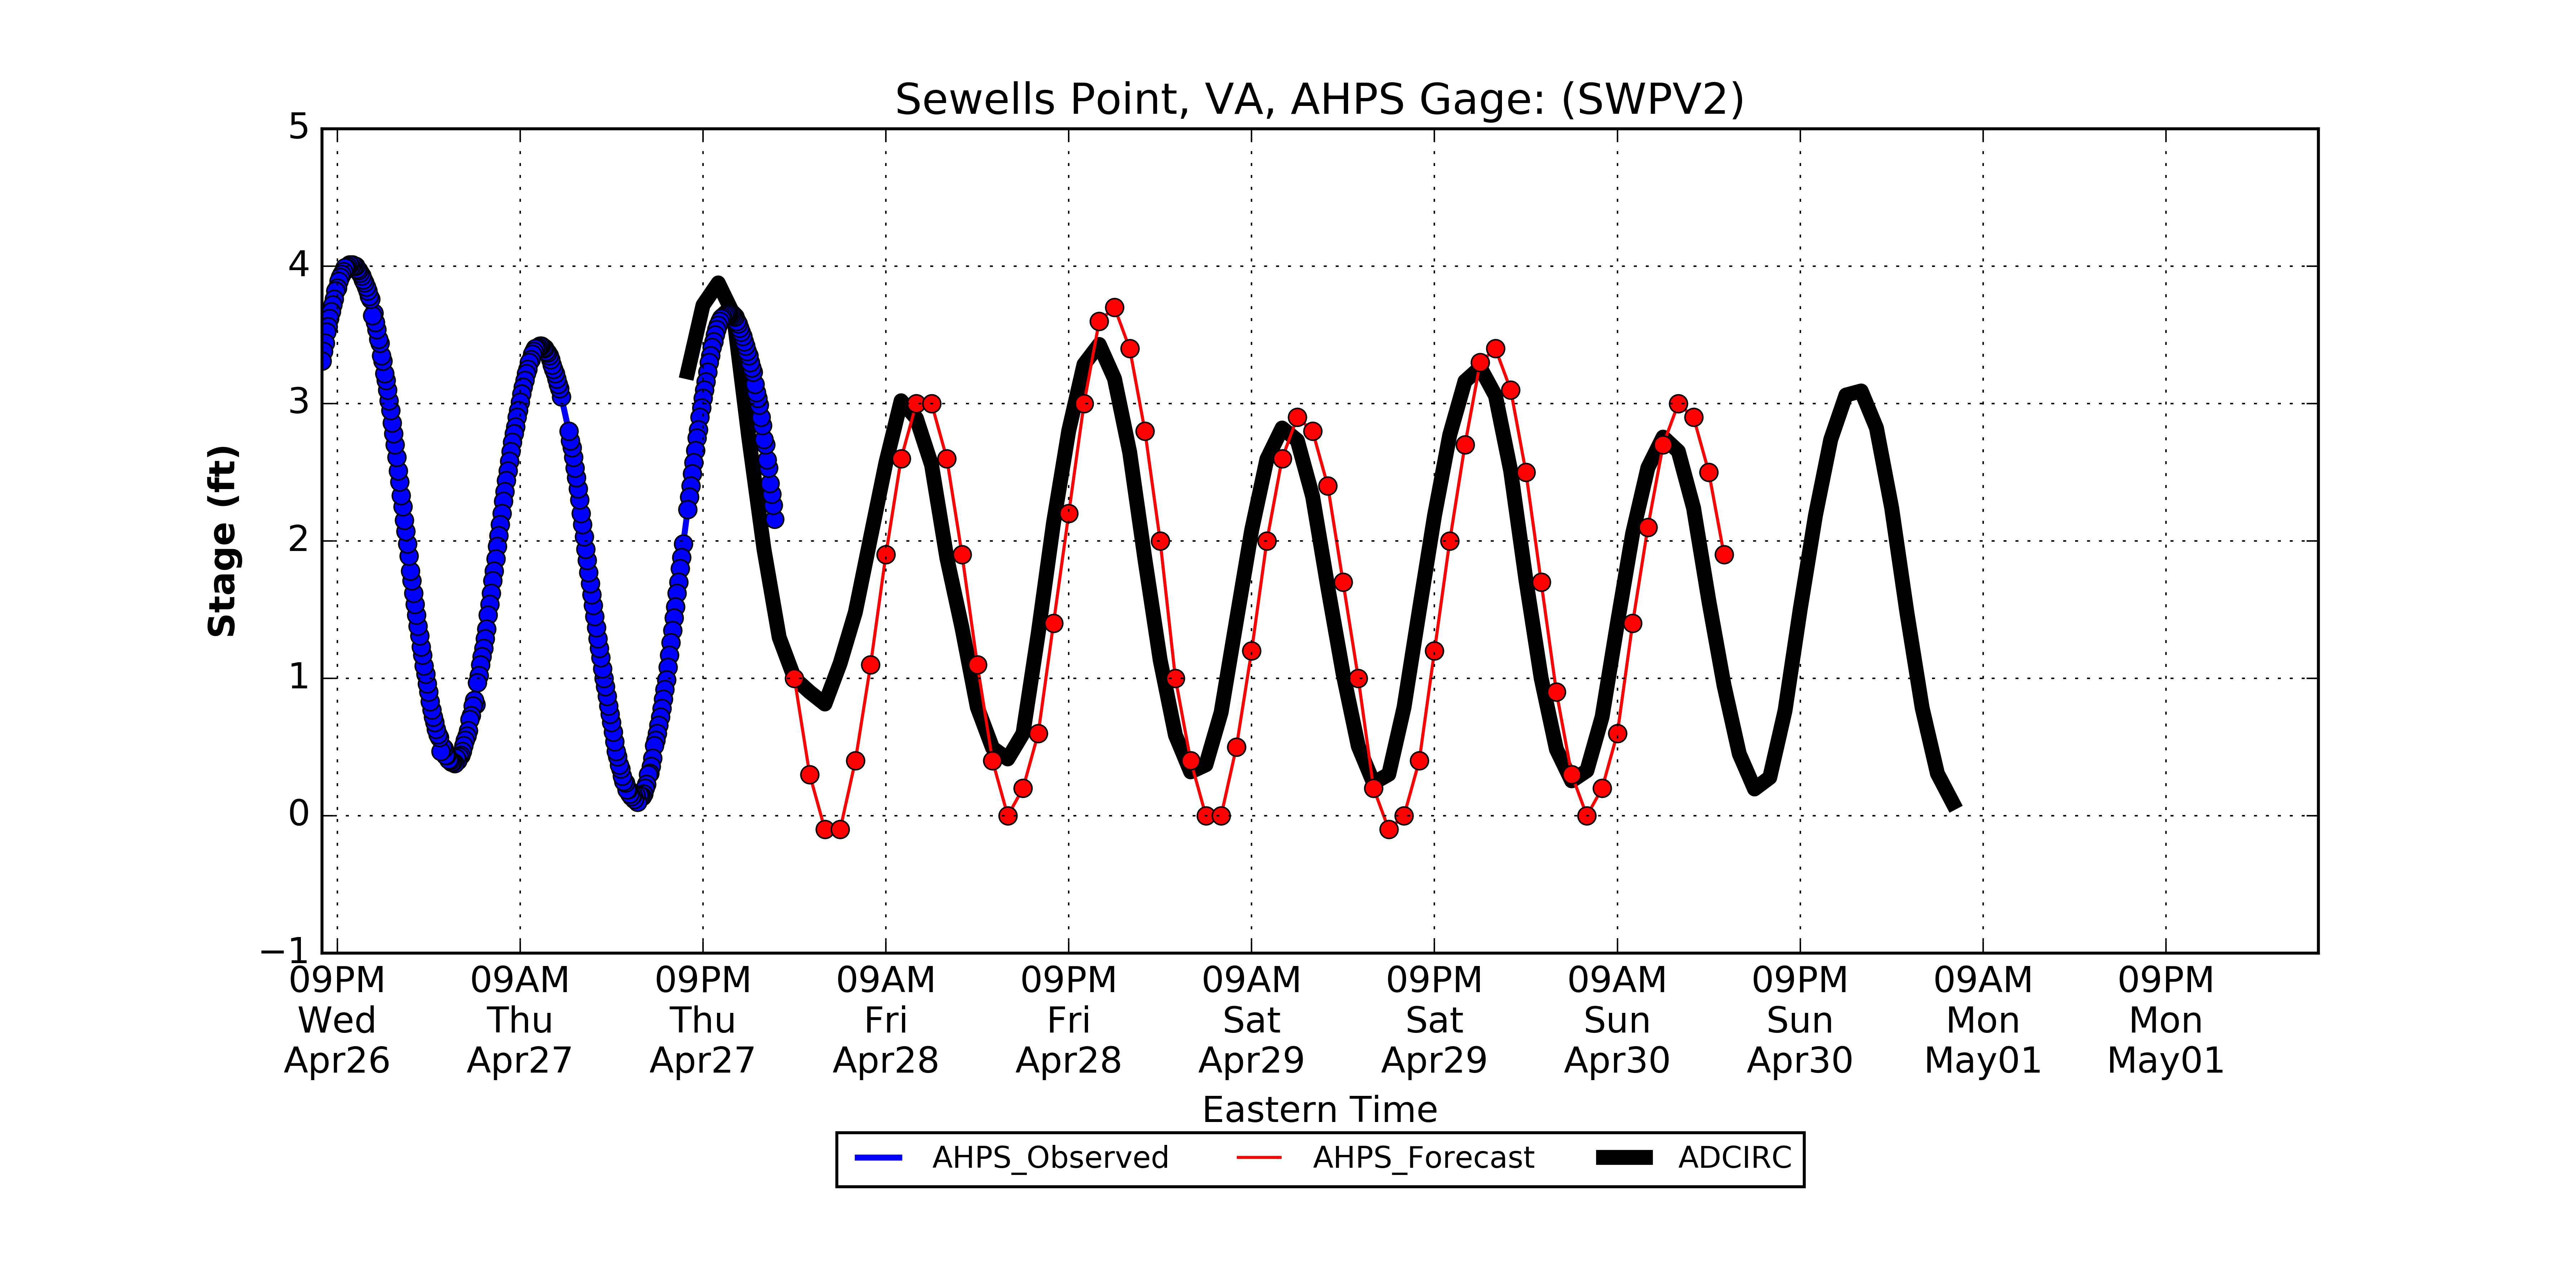 Sewells Point, VA, AHPS Gage: (SWPV2)
5
4
3
2
1
0
−1
Stage (ft)
09PM 09AM 09PM 09AM 09PM 09AM 09PM 09AM 09PM 09AM 09PM
Wed Thu Thu Fri Fri Sat Sat Sun Sun Mon Mon
Apr26 Apr27 Apr27 Apr28 Apr28 Apr29 Apr29 Apr30 Apr30 May01 May01
Eastern Time
AHPS_Observed AHPS_Forecast ADCIRC